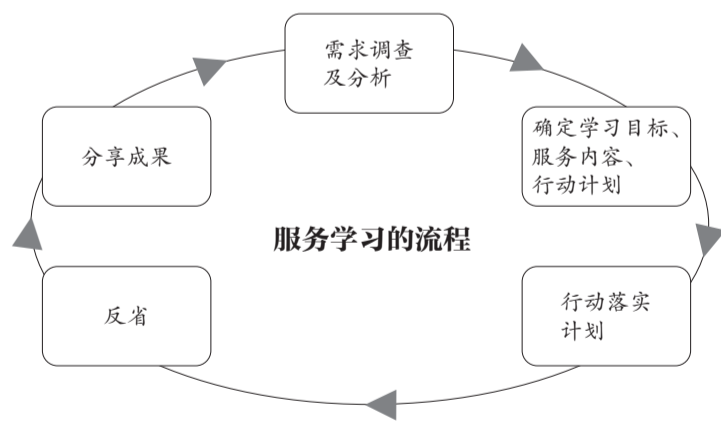 需求调查
及分析
确定学习目标、
服务内容、
行动计划
行动落实
计划
反省
分享成果
服务学习的流程